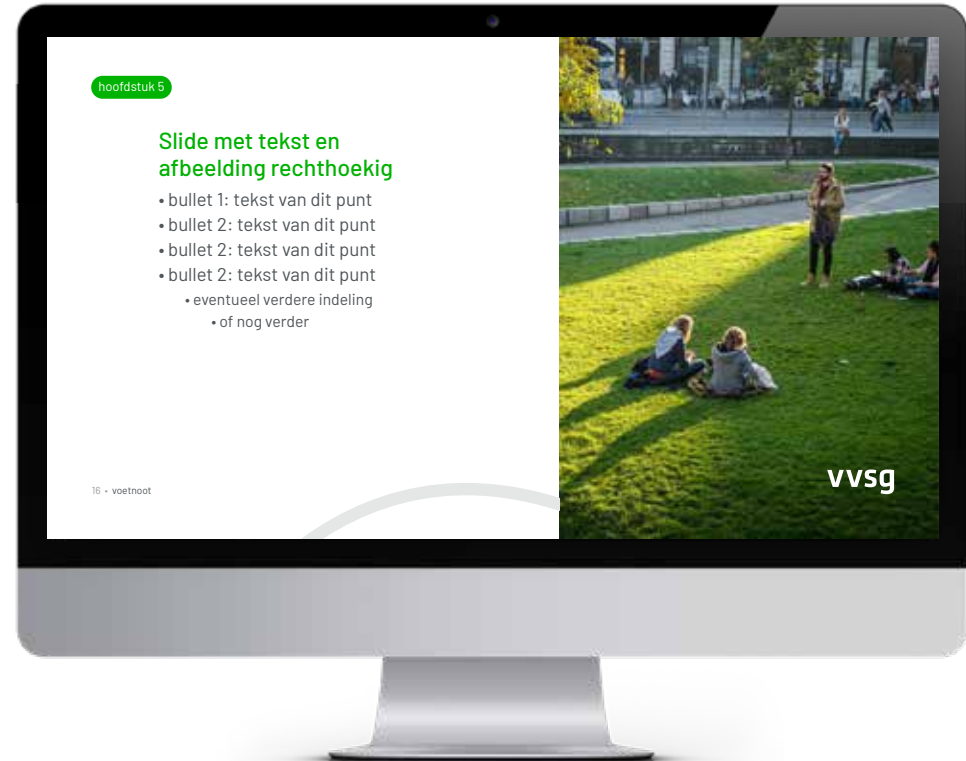 hoofdstuk 5
Slide met tekst en
afbeelding rechthoekig
• bullet 1: tekst van dit punt
• bullet 2: tekst van dit punt
• bullet 2: tekst van dit punt
• bullet 2: tekst van dit punt
• eventueel verdere indeling
• of nog verder
16 • voetnoot
vvsg